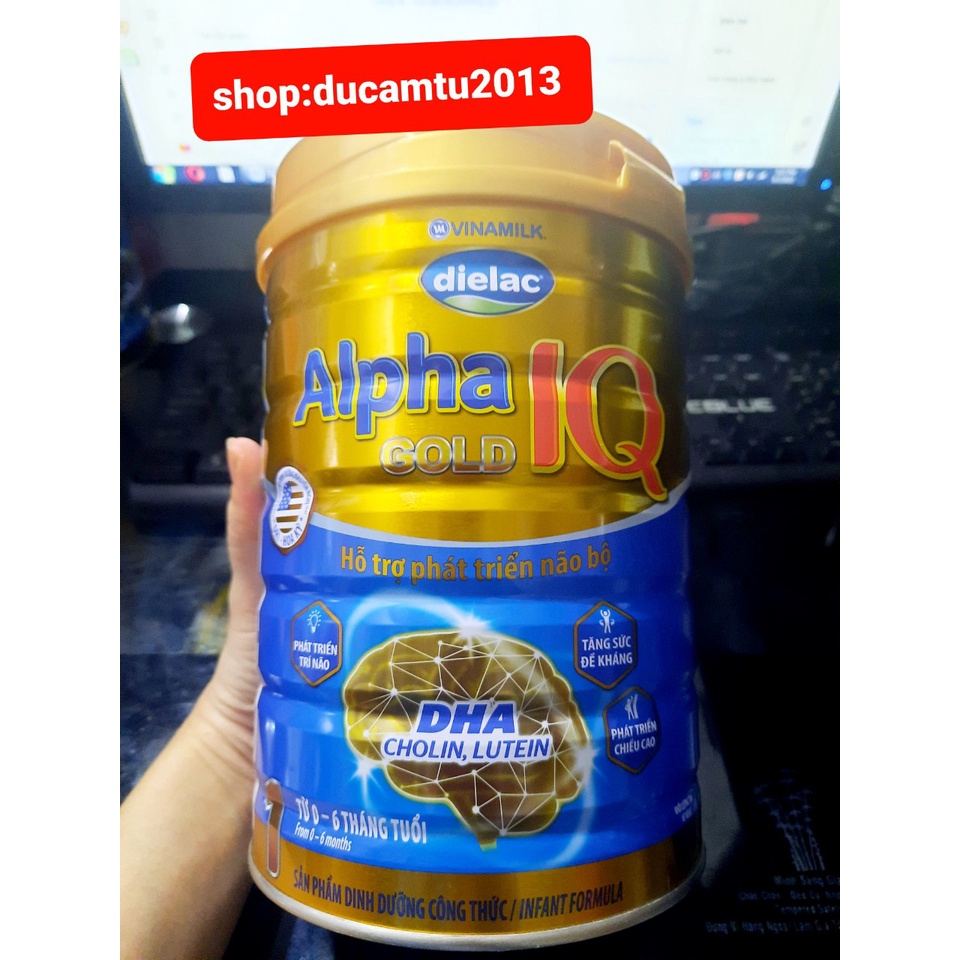 shop:ducamtu2013
VINAMILK
dielac
Alpha
GOLD
IQ
HOA KỲ
Hỗ trợ phát triển não bộ
PHÁT TRIỂN
TRÍ NÃO
TĂNG SỨC
ĐỀ KHÁNG
DHA
CHOLIN, LUTEIN
PHÁT TRIỂN
CHIỀU CAO
1
TỪ 0 – 6 THÁNG TUỔI
From 0 – 6 months
SẢN PHẨM DINH DƯỠNG CÔNG THỨC / INFANT FORMULA